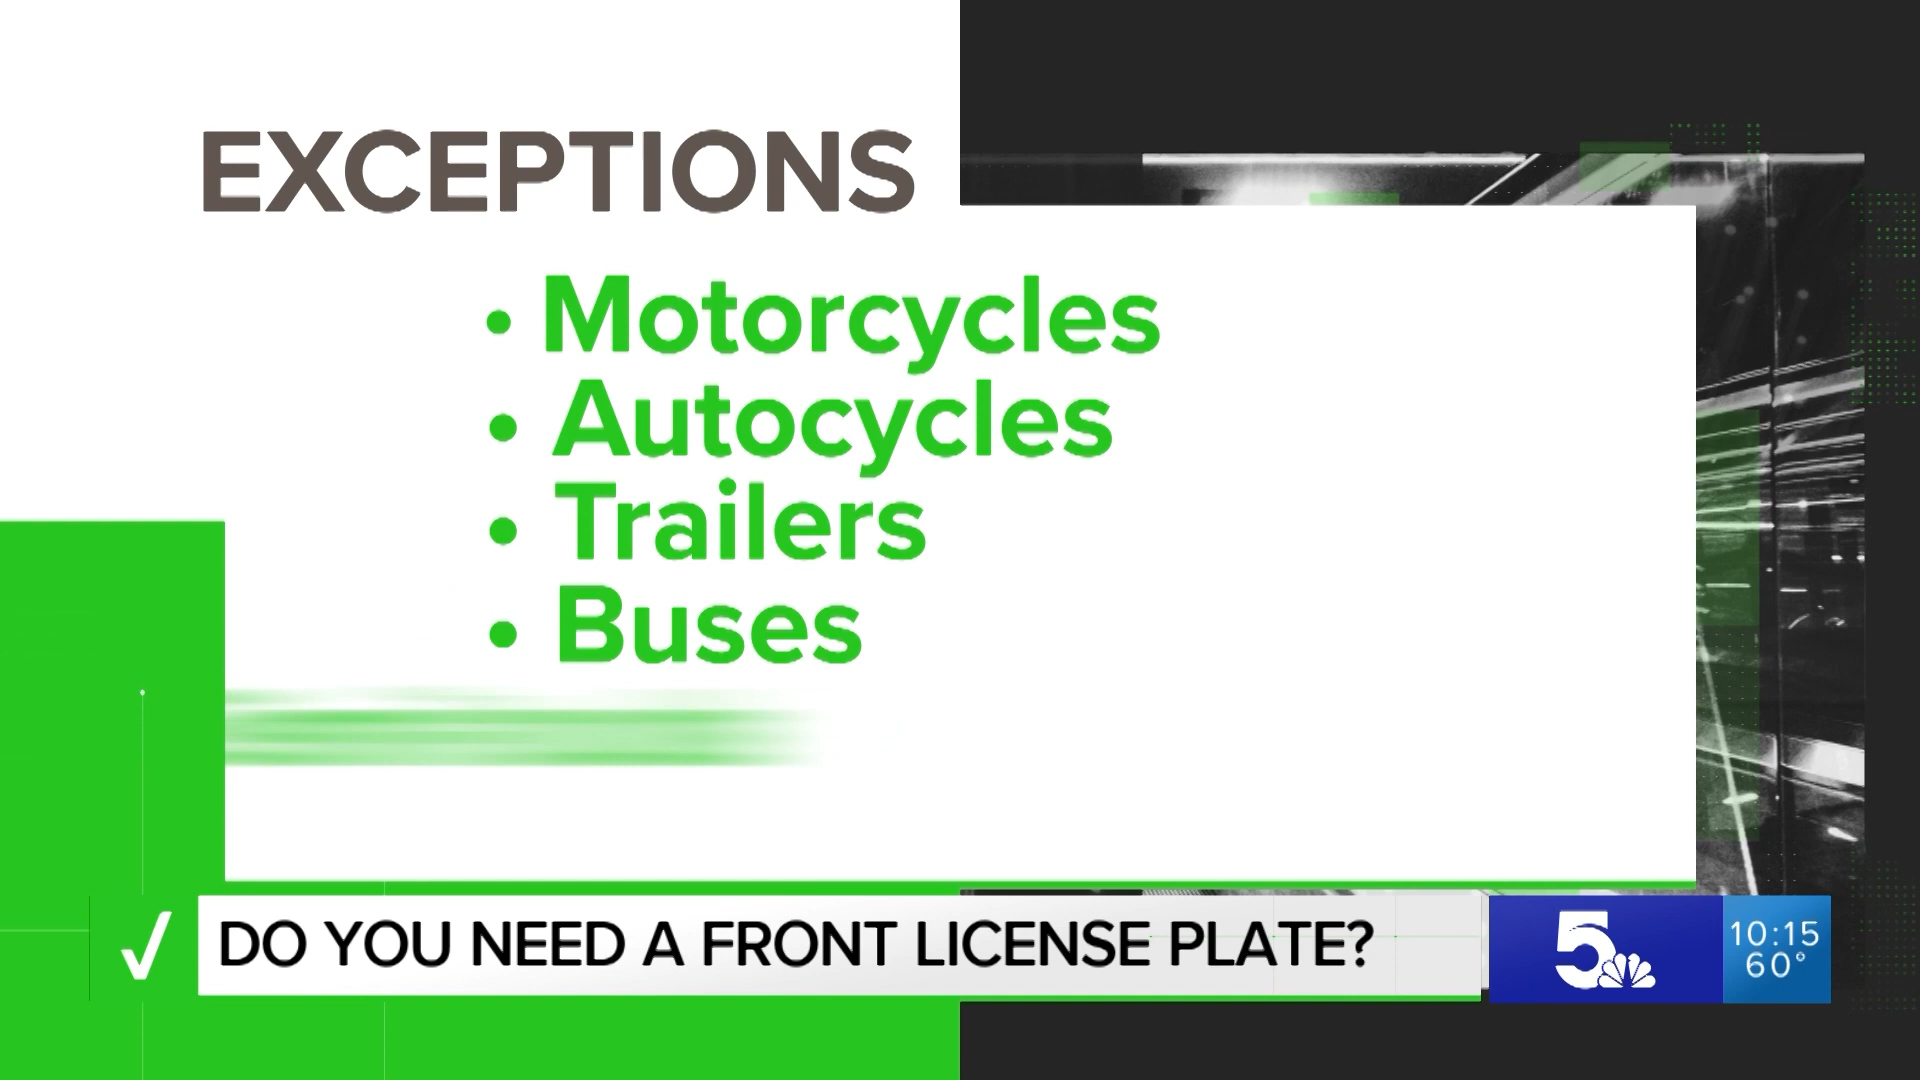 EXCEPTIONS
• Motorcycles
• Autocycles
• Trailers
• Buses
DO YOU NEED A FRONT LICENSE PLATE?
5
10:15
60°